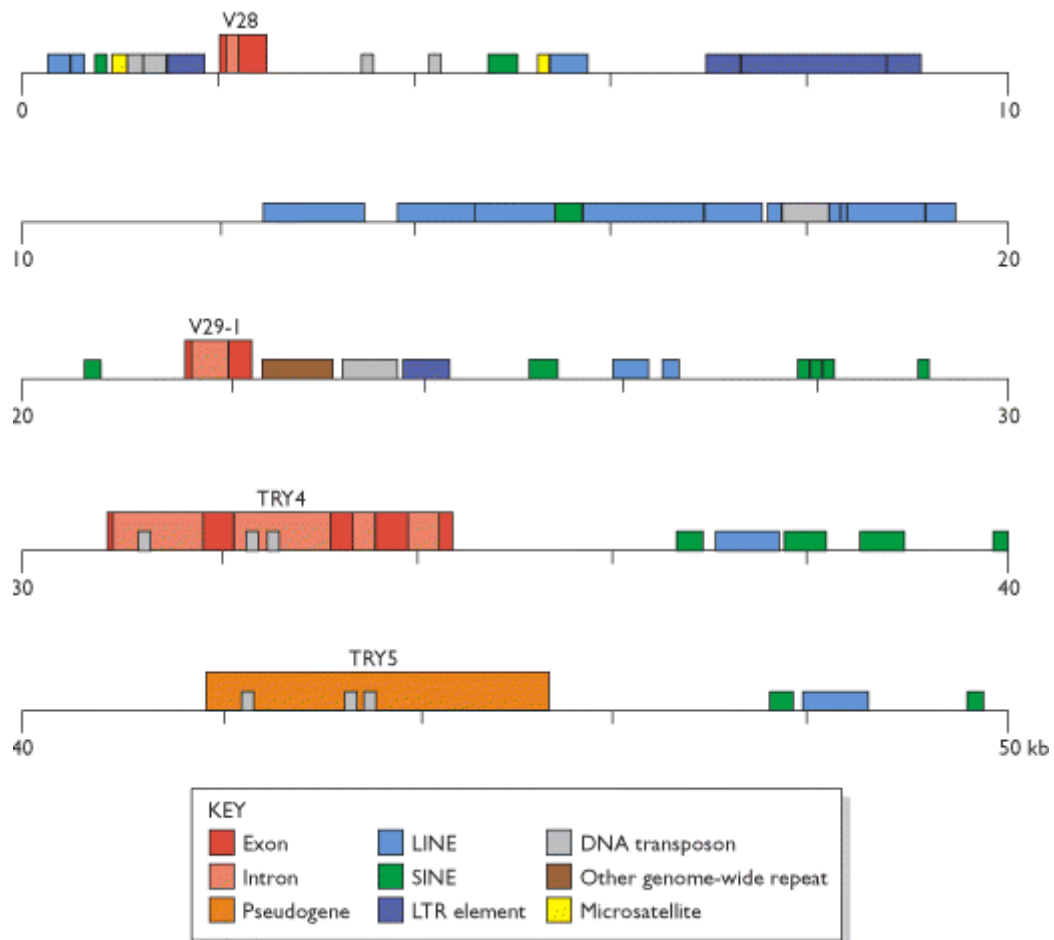 V28
0 10
10 20
V29-1
20 30
TRY4
30 40
TRY5
40 50 kb
KEY
Exon LINE DNA transposon
Intron SINE Other genome-wide repeat
Pseudogene LTR element Microsatellite